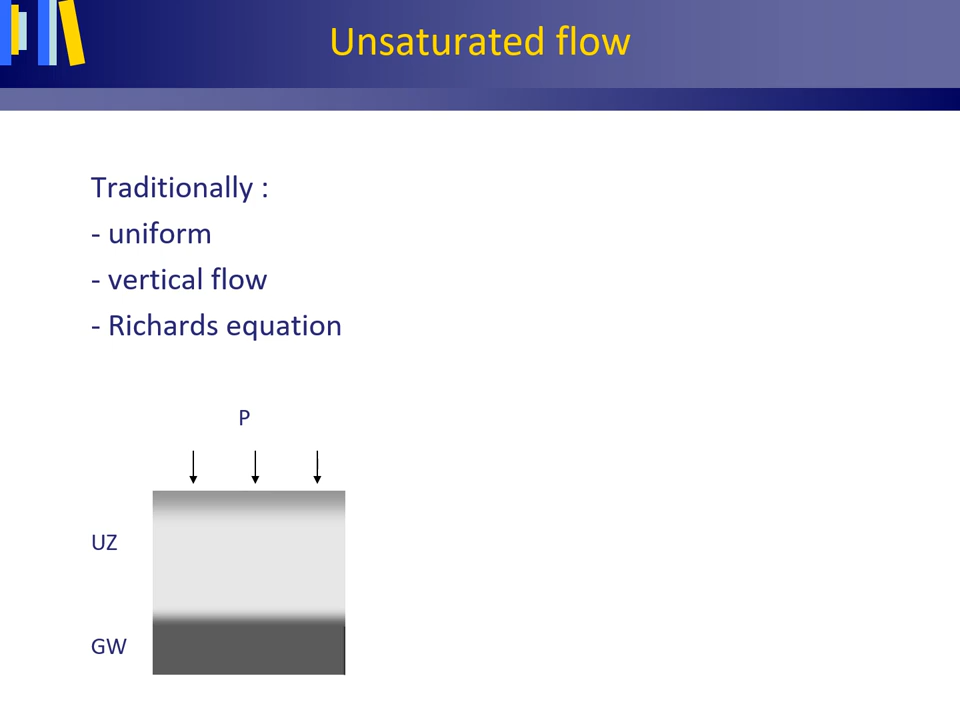 Unsaturated flow
Traditionally :
- uniform
- vertical flow
- Richards equation
P
UZ
GW